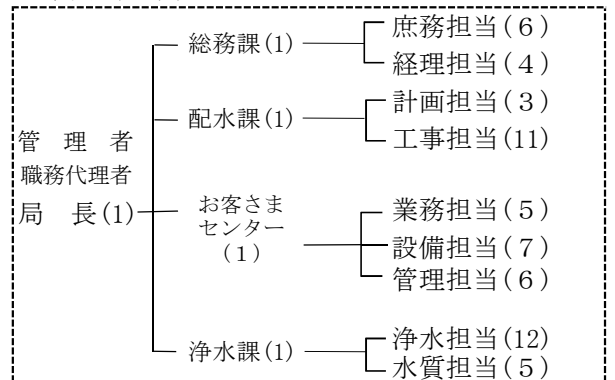 管理者
職務代理者
局長(1)
総務課(1)
庶務担当(6)
経理担当(4)
配水課(1)
計画担当(3)
工事担当(11)
お客さま
センター
(1)
業務担当(5)
設備担当(7)
管理担当(6)
浄水課(1)
浄水担当(12)
水質担当(5)